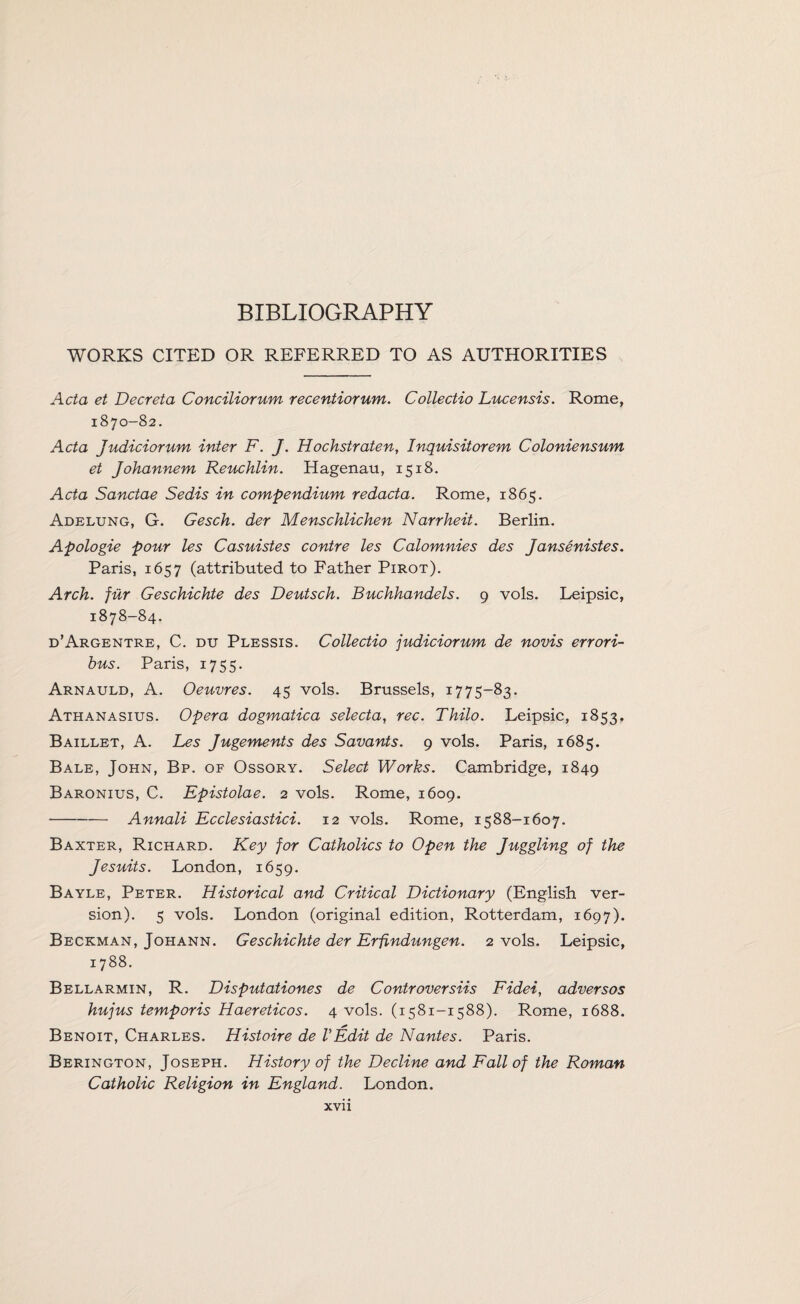 BIBLIOGRAPHY
WORKS CITED OR REFERRED TO AS AUTHORITIES
Acta et Decreta Conciliorum recentiorum. Collectio Lucensis. Rome,
1870–82.
Acta Judiciorum inter F. J. Hochstraten, Inquisitorem Coloniensum
et Johannem Reuchlin. Hagenau, 1518.
Acta Sanctae Sedis in compendium redacta. Rome, 1865.
Adelung, G. Gesch. der Menschlichen Narrheit. Berlin.
Apologie pour les Casuistes contre les Calomnies des Jansénistes.
Paris, 1657 (attributed to Father Pirot).
Arch. für Geschichte des Deutsch. Buchhandels. 9 vols. Leipsic,
1878–84.
d'Argentre, C. du Plessis. Collectio judiciorum de novis errori-
bus. Paris, 1755.
Arnauld, A. Oeuvres. 45 vols. Brussels, 1775–83.
Athanasius. Opera dogmatica selecta, rec. Thilo. Leipsic, 1853.
Baillet, A. Les Jugements des Savants. 9 vols. Paris, 1685.
Bale, John, Bp. of Ossory. Select Works. Cambridge, 1849
Baronius, C. Epistolae. 2 vols. Rome, 1609.
——— Annali Ecclesiastici. 12 vols. Rome, 1588–1607.
Baxter, Richard. Key for Catholics to Open the Juggling of the
Jesuits. London, 1659.
Bayle, Peter. Historical and Critical Dictionary (English ver-
sion). 5 vols. London (original edition, Rotterdam, 1697).
Beckman, Johann. Geschichte der Erfindungen. 2 vols. Leipsic,
1788.
Bellarmin, R. Disputationes de Controversiis Fidei, adversos
hujus temporis Haereticos. 4 vols. (1581–1588). Rome, 1688.
Benoit, Charles. Histoire de l'Édit de Nantes. Paris.
Berington, Joseph. History of the Decline and Fall of the Roman
Catholic Religion in England. London.
xvii